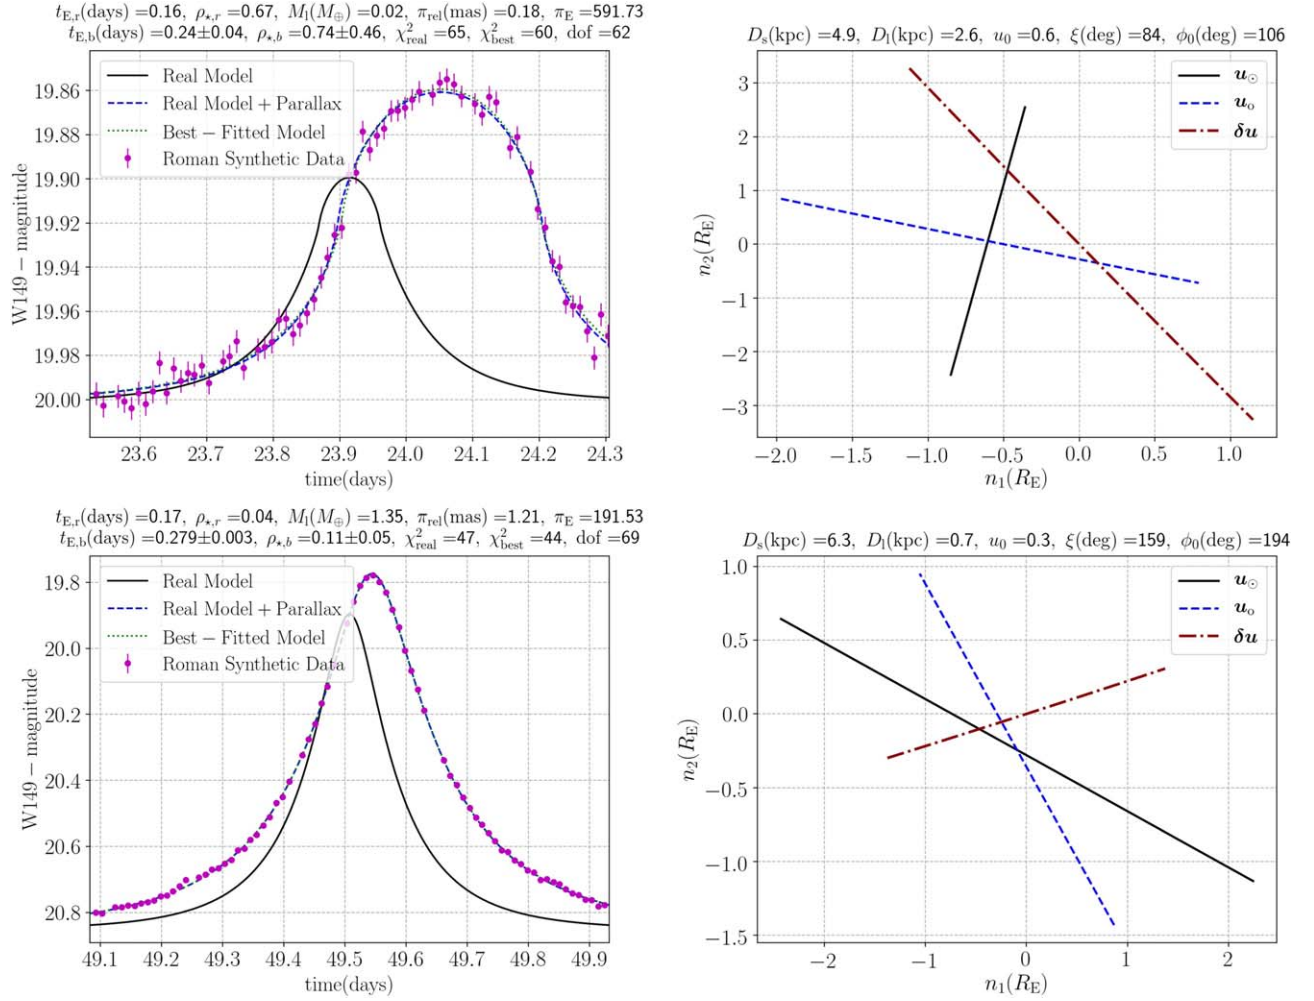 t_E,r(days) =0.16, ρ_⋆,r =0.67, M_l(M_⊕) =0.02, π_rel(mas) =0.18, π_E =591.73
t_E,b(days) =0.24±0.04, ρ_⋆,b =0.74±0.46, χ²_real =65, χ²_best =60, dof =62
Real Model
Real Model + Parallax
Best − Fitted Model
Roman Synthetic Data
W149 − magnitude
19.86
19.88
19.90
19.92
19.94
19.96
19.98
20.00
23.6 23.7 23.8 23.9 24.0 24.1 24.2 24.3
time(days)
D_s(kpc) =4.9, D_l(kpc) =2.6, u_0 =0.6, ξ(deg) =84, ϕ_0(deg) =106
u_⊙
u_o
δu
n_2(R_E)
3
2
1
0
−1
−2
−3
−2.0 −1.5 −1.0 −0.5 0.0 0.5 1.0
n_1(R_E)
t_E,r(days) =0.17, ρ_⋆,r =0.04, M_l(M_⊕) =1.35, π_rel(mas) =1.21, π_E =191.53
t_E,b(days) =0.279±0.003, ρ_⋆,b =0.11±0.05, χ²_real =47, χ²_best =44, dof =69
Real Model
Real Model + Parallax
Best − Fitted Model
Roman Synthetic Data
W149 − magnitude
19.8
20.0
20.2
20.4
20.6
20.8
49.1 49.2 49.3 49.4 49.5 49.6 49.7 49.8 49.9
time(days)
D_s(kpc) =6.3, D_l(kpc) =0.7, u_0 =0.3, ξ(deg) =159, ϕ_0(deg) =194
u_⊙
u_o
δu
n_2(R_E)
1.0
0.5
0.0
−0.5
−1.0
−1.5
−2 −1 0 1 2
n_1(R_E)